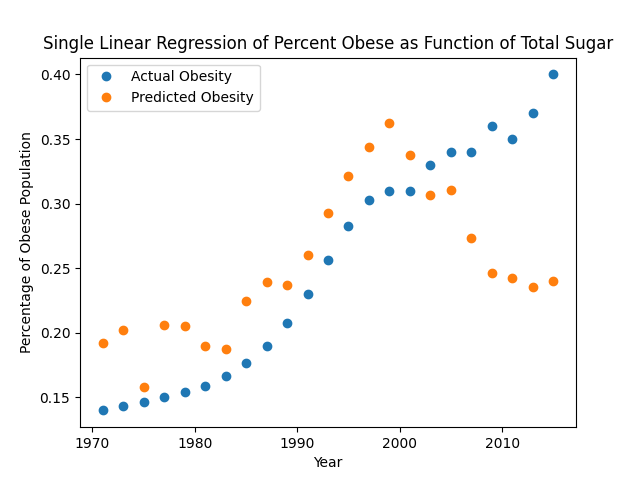 Single Linear Regression of Percent Obese as Function of Total Sugar
Actual Obesity
Predicted Obesity
Percentage of Obese Population
0.40
0.35
0.30
0.25
0.20
0.15
1970
1980
1990
2000
2010
Year